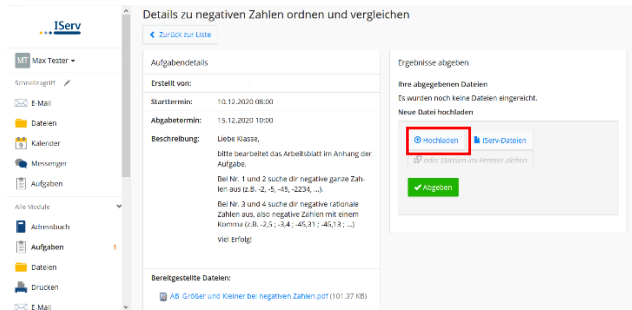 IServ
MT Max Tester
Schnellzugriff
E-Mail
Dateien
Kalender
Messenger
Aufgaben
Alle Module
Adressbuch
Aufgaben 1
Dateien
Drucken
E-Mail
Details zu negativen Zahlen ordnen und vergleichen
Zurück zur Liste
Aufgabendetails
Erstellt von:
Starttermin: 10.12.2020 08:00
Abgabetermin: 15.12.2020 10:00
Beschreibung: Liebe Klasse,
bitte bearbeitet das Arbeitsblatt im Anhang der
Aufgabe.
Bei Nr. 1 und 2 suche dir negative ganze Zah-
len aus (z.B. -2, -5, -45, -2234, ...).
Bei Nr. 3 und 4 suche dir negative rationale
Zahlen aus, also negative Zahlen mit einem
Komma (z.B. -2,5 ; -3,4 ; -45,31 ; -45,13 ; ...)
Viel Erfolg!
Bereitgestellte Dateien:
AB_Größer und Kleiner bei negativen Zahlen.pdf (101.37 KB)
Ergebnisse abgeben
Ihre abgegebenen Dateien
Es wurden noch keine Dateien eingereicht.
Neue Datei hochladen
Hochladen
IServ-Dateien
oder Dateien ins Fenster ziehen
Abgeben